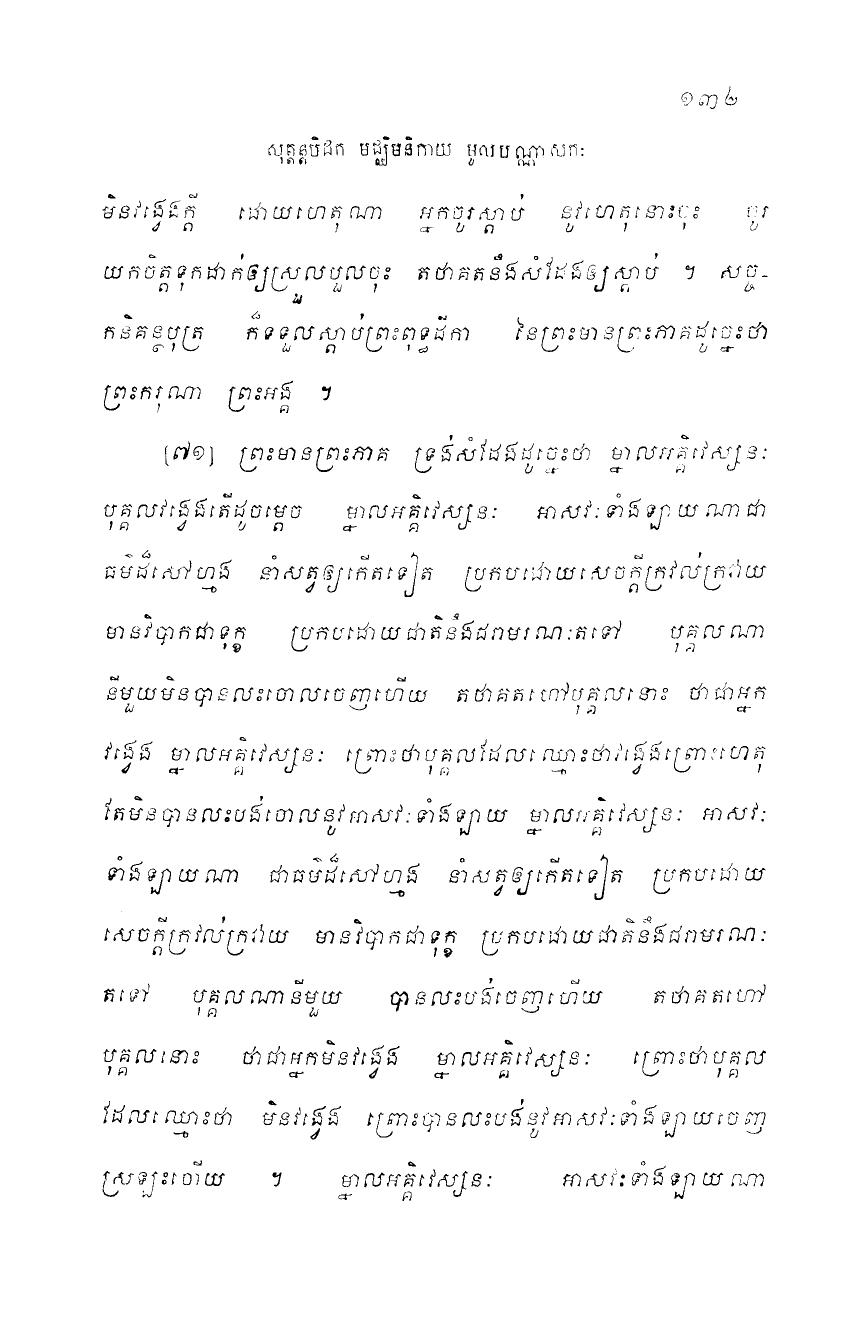 ១៣២
សុត្តន្តបិដក មជ្ឈិមនិកាយ មូលបណ្ណាសកៈ
មិនវង្វេងក្តី ដោយហេតុណា អ្នកចូរស្តាប់ នូវហេតុនោះចុះ ចូរ
យកចិត្តទុកដាក់ឲ្យស្រួលបួលចុះ តថាគតនឹងសំដែងឲ្យស្តាប់ ។ សច្ច-
កនិគន្ថបុត្រ ក៏ទទួលស្តាប់ព្រះពុទ្ធដីកា នៃព្រះមានព្រះភាគដូច្នេះថា
ព្រះករុណា ព្រះអង្គ ។
[៧១] ព្រះមានព្រះភាគ ទ្រង់សំដែងដូច្នេះថា ម្នាលអគ្គិវេស្សនៈ
បុគ្គលវង្វេងតើដូចម្តេច ម្នាលអគ្គិវេស្សនៈ អាសវៈទាំងឡាយណាជា
ធម៌ដ៏សៅហ្មង នាំសត្វឲ្យកើតទៀត ប្រកបដោយសេចក្តីក្រវល់ក្រវាយ
មានវិបាកជាទុក្ខ ប្រកបដោយជាតិនឹងជរាមរណៈតទៅ បុគ្គលណា
នីមួយមិនបានលះចោលចេញហើយ តថាគតហៅបុគ្គលនោះ ថាជាអ្នក
វង្វេង ម្នាលអគ្គិវេស្សនៈ ព្រោះថាបុគ្គលដែលឈ្មោះថាវង្វេងព្រោះហេតុ
តែមិនបានលះបង់ចោលនូវអាសវៈទាំងឡាយ ម្នាលអគ្គិវេស្សនៈ អាសវៈ
ទាំងឡាយណា ជាធម៌ដ៏សៅហ្មង នាំសត្វឲ្យកើតទៀត ប្រកបដោយ
សេចក្តីក្រវល់ក្រវាយ មានវិបាកជាទុក្ខ ប្រកបដោយជាតិនឹងជរាមរណៈ
តទៅ បុគ្គលណានីមួយ បានលះបង់ចេញហើយ តថាគតហៅ
បុគ្គលនោះ ថាជាអ្នកមិនវង្វេង ម្នាលអគ្គិវេស្សនៈ ព្រោះថាបុគ្គល
ដែលឈ្មោះថា មិនវង្វេង ព្រោះបានលះបង់នូវអាសវៈទាំងឡាយចេញ
ស្រឡះហើយ ។ ម្នាលអគ្គិវេស្សនៈ អាសវៈទាំងឡាយណា